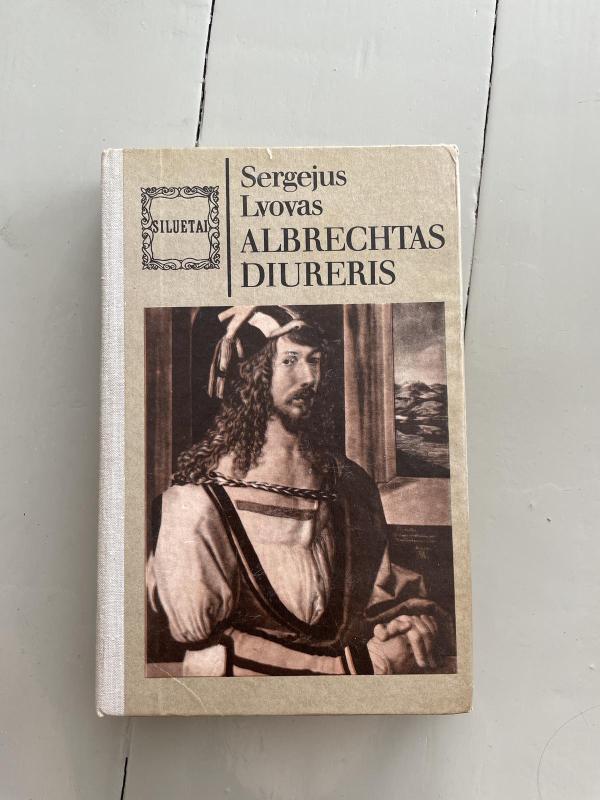 SILUETAI
Sergejus
Lvovas
ALBRECHTAS
DIURERIS